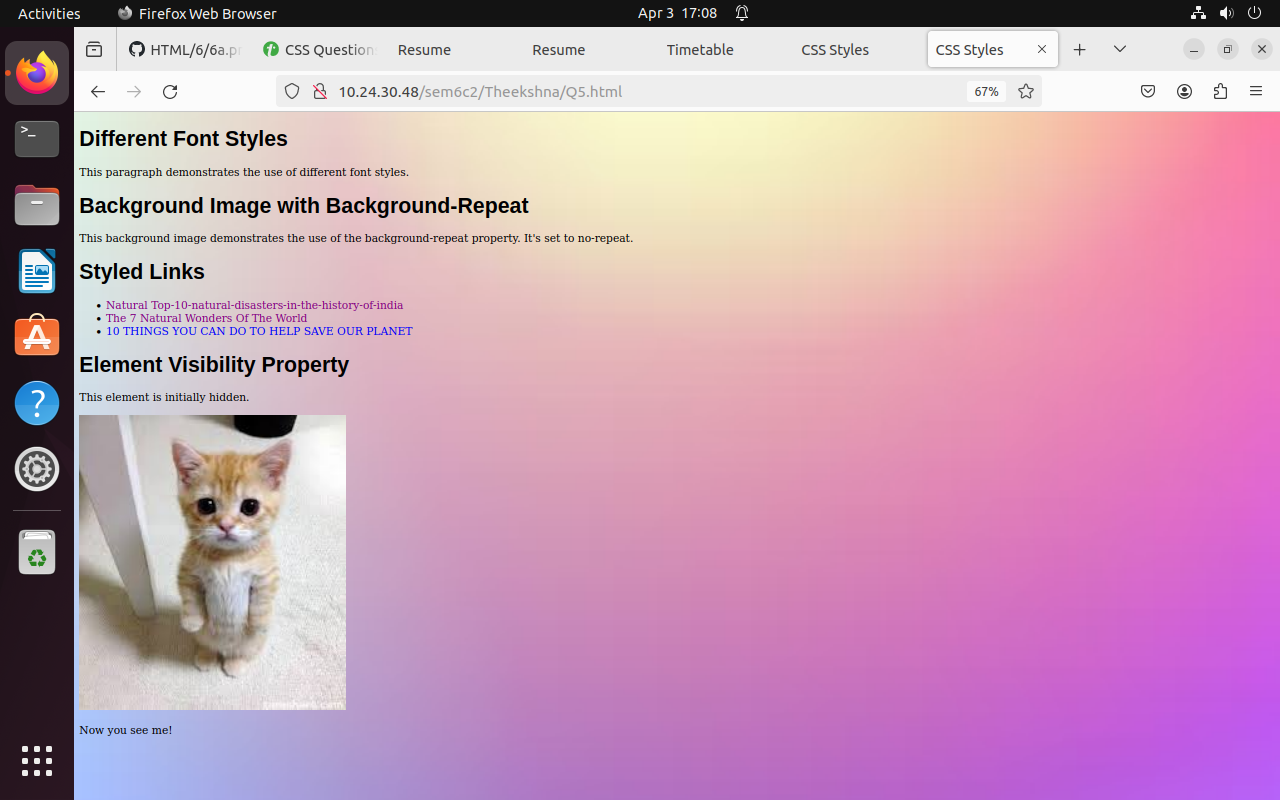 Activities
Firefox Web Browser
Apr 3 17:08
HTML/6/6a.pr
CSS Question
Resume
Resume
Timetable
CSS Styles
CSS Styles
10.24.30.48/sem6c2/Theekshna/Q5.html
67%
Different Font Styles
This paragraph demonstrates the use of different font styles.
Background Image with Background-Repeat
This background image demonstrates the use of the background-repeat property. It's set to no-repeat.
Styled Links
Natural Top-10-natural-disasters-in-the-history-of-india
The 7 Natural Wonders Of The World
10 THINGS YOU CAN DO TO HELP SAVE OUR PLANET
Element Visibility Property
This element is initially hidden.
Now you see me!